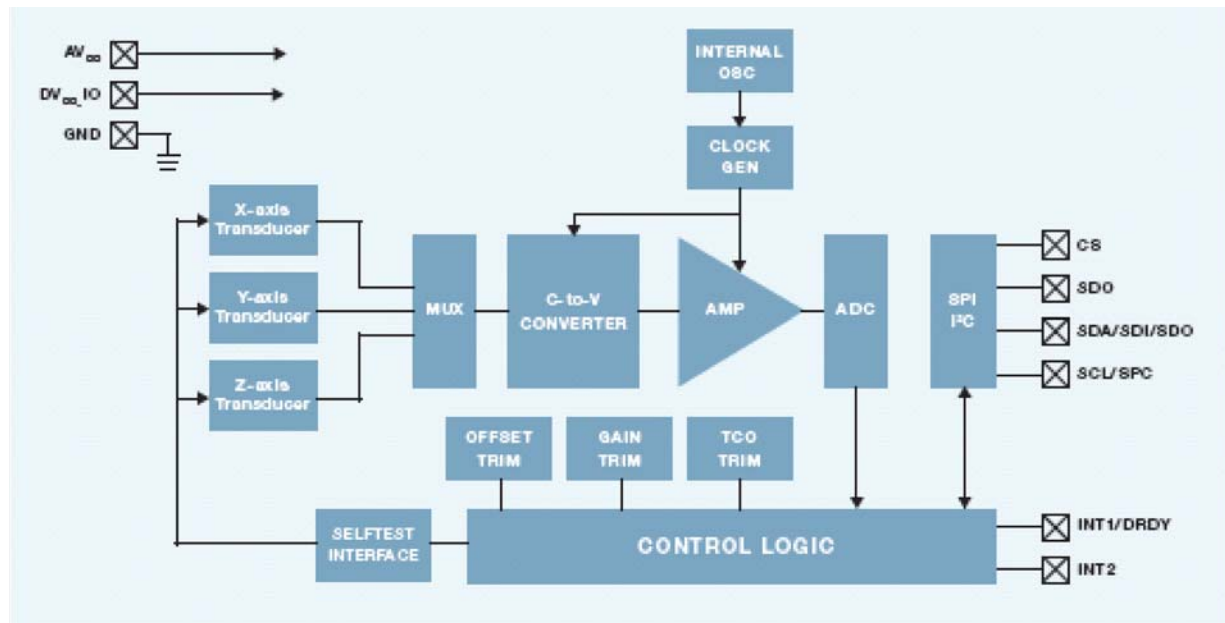 AVDD
DVDD_IO
GND
INTERNAL
OSC
CLOCK
GEN
X-axis
Transducer
Y-axis
Transducer
Z-axis
Transducer
MUX
C-to-V
CONVERTER
AMP
ADC
SPI
I²C
CS
SDO
SDA/SDI/SDO
SCL/SPC
OFFSET
TRIM
GAIN
TRIM
TCO
TRIM
SELFTEST
INTERFACE
CONTROL LOGIC
INT1/DRDY
INT2